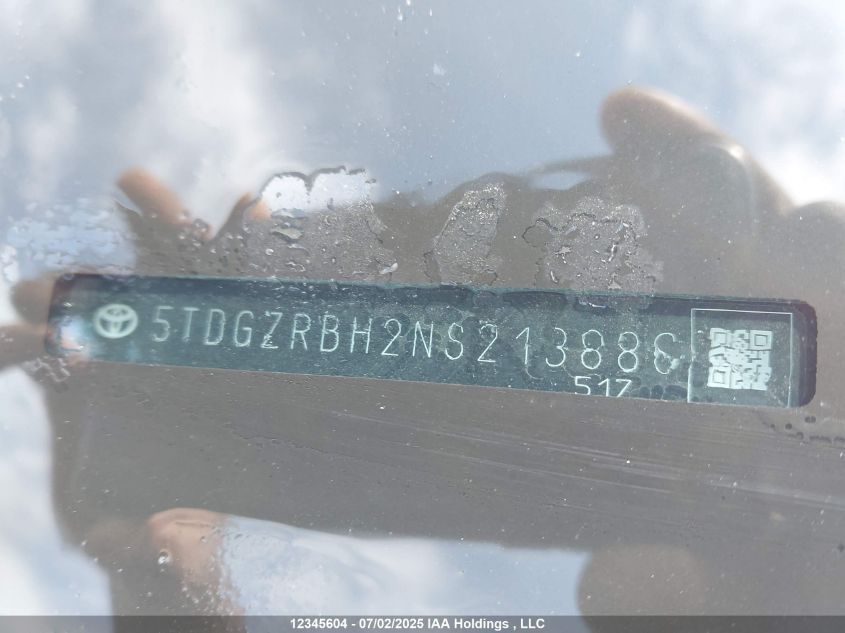 5TDGZRBH2NS213886
517
12345604 - 07/02/2025 IAA Holdings , LLC